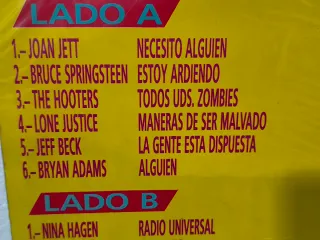 LADO A
1.- JOAN JETT NECESITO ALGUIEN
2.- BRUCE SPRINGSTEEN ESTOY ARDIENDO
3.- THE HOOTERS TODOS UDS. ZOMBIES
4.- LONE JUSTICE MANERAS DE SER MALVADO
5.- JEFF BECK LA GENTE ESTA DISPUESTA
6.- BRYAN ADAMS ALGUIEN
LADO B
1.- NINA HAGEN RADIO UNIVERSAL